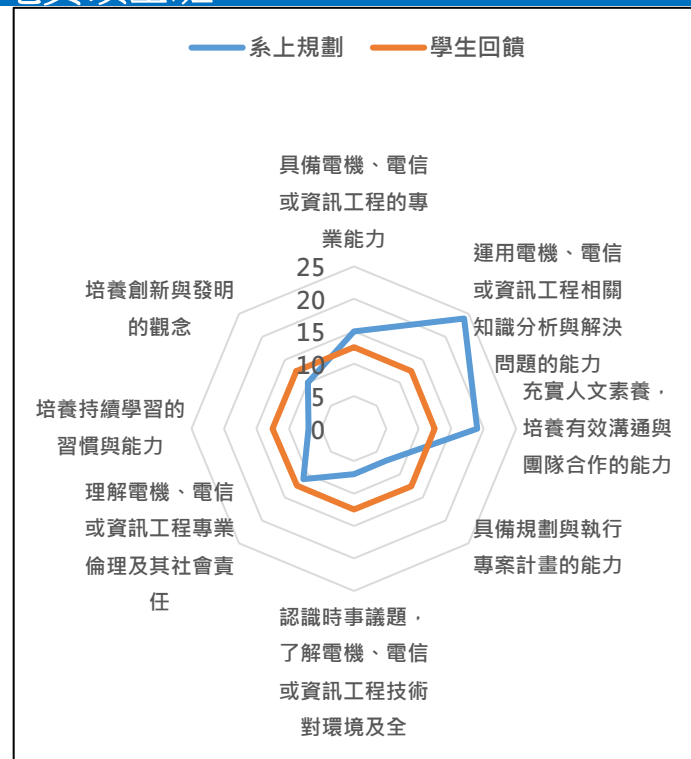 系上規劃 學生回饋
具備電機、電信
或資訊工程的專
業能力
運用電機、電信
或資訊工程相關
知識分析與解決
問題的能力
充實人文素養,
培養有效溝通與
團隊合作的能力
具備規劃與執行
專案計畫的能力
認識時事議題,
了解電機、電信
或資訊工程技術
對環境及全
理解電機、電信
或資訊工程專業
倫理及其社會責
任
培養持續學習的
習慣與能力
培養創新與發明
的觀念
25
20
15
10
5
0